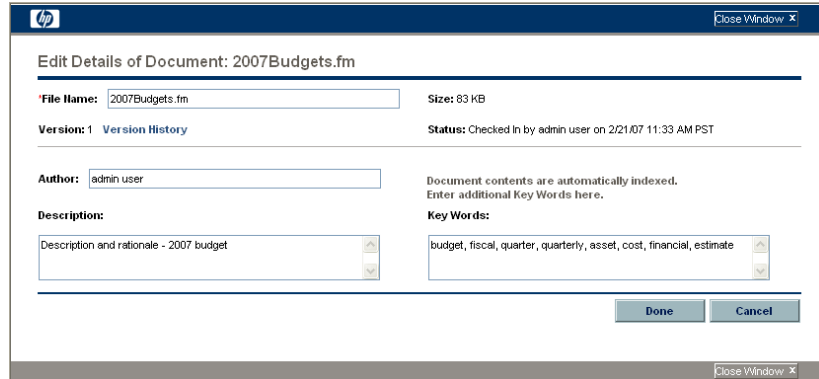 hp
Close Window x
Edit Details of Document: 2007Budgets.fm
*File Name: 2007Budgets.fm
Size: 83 KB
Version: 1 Version History
Status: Checked In by admin user on 2/21/07 11:33 AM PST
Author: admin user
Document contents are automatically indexed.
Enter additional Key Words here.
Description:
Key Words:
Description and rationale - 2007 budget
budget, fiscal, quarter, quarterly, asset, cost, financial, estimate
Done
Cancel
Close Window x